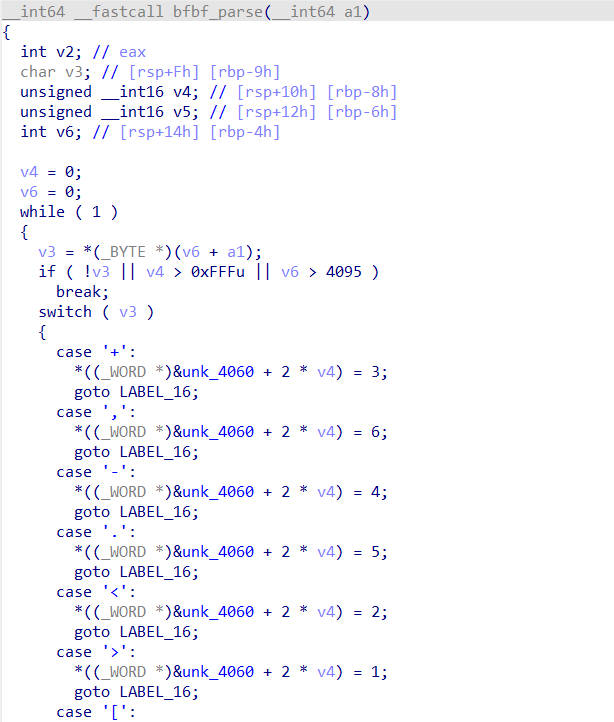 __int64 __fastcall bfbf_parse(__int64 a1)
{
  int v2; // eax
  char v3; // [rsp+Fh] [rbp-9h]
  unsigned __int16 v4; // [rsp+10h] [rbp-8h]
  unsigned __int16 v5; // [rsp+12h] [rbp-6h]
  int v6; // [rsp+14h] [rbp-4h]

  v4 = 0;
  v6 = 0;
  while ( 1 )
  {
    v3 = *(_BYTE *)(v6 + a1);
    if ( !v3 || v4 > 0xFFFu || v6 > 4095 )
      break;
    switch ( v3 )
    {
      case '+':
        *((_WORD *)&unk_4060 + 2 * v4) = 3;
        goto LABEL_16;
      case ',':
        *((_WORD *)&unk_4060 + 2 * v4) = 6;
        goto LABEL_16;
      case '-':
        *((_WORD *)&unk_4060 + 2 * v4) = 4;
        goto LABEL_16;
      case '.':
        *((_WORD *)&unk_4060 + 2 * v4) = 5;
        goto LABEL_16;
      case '<':
        *((_WORD *)&unk_4060 + 2 * v4) = 2;
        goto LABEL_16;
      case '>':
        *((_WORD *)&unk_4060 + 2 * v4) = 1;
        goto LABEL_16;
      case '[':